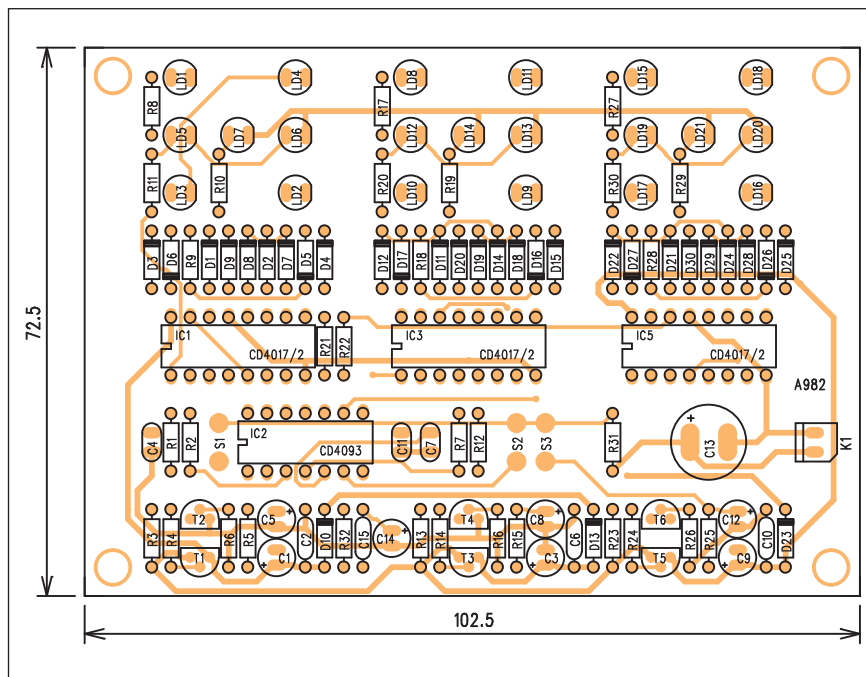 LD1 LD4 LD8 LD11 LD15 LD18
R8 R17 R27
LD5 LD7 LD6 LD12 LD14 LD13 LD19 LD21 LD20
R11 R10 R20 R19 R30 R29
LD3 LD2 LD10 LD9 LD17 LD16
D3 D6 R9 D1 D9 D8 D2 D7 D5 D4 D12 D17 R18 D11 D20 D19 D14 D18 D16 D15 D22 D27 R28 D21 D30 D29 D24 D28 D26 D25
72.5
IC1 CD4017/2 R21 R22 IC3 CD4017/2 IC5 CD4017/2
A982
C4 R1 R2 S1 IC2 CD4093 C11 C7 R7 R12 S2 S3 R31 + C13 K1
R3 R4 T2 T1 R6 R5 C5 + C1 + C2 D10 R32 C15 C14 + R13 R14 T4 T3 R16 R15 C8 + C3 + C6 D13 R23 R24 T6 T5 R26 R25 C12 + C9 + C10 D23
102.5